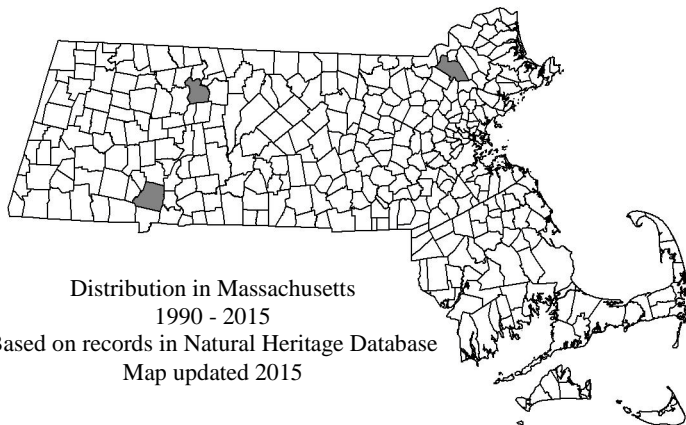 Distribution in Massachusetts
1990 - 2015
Based on records in Natural Heritage Database
Map updated 2015